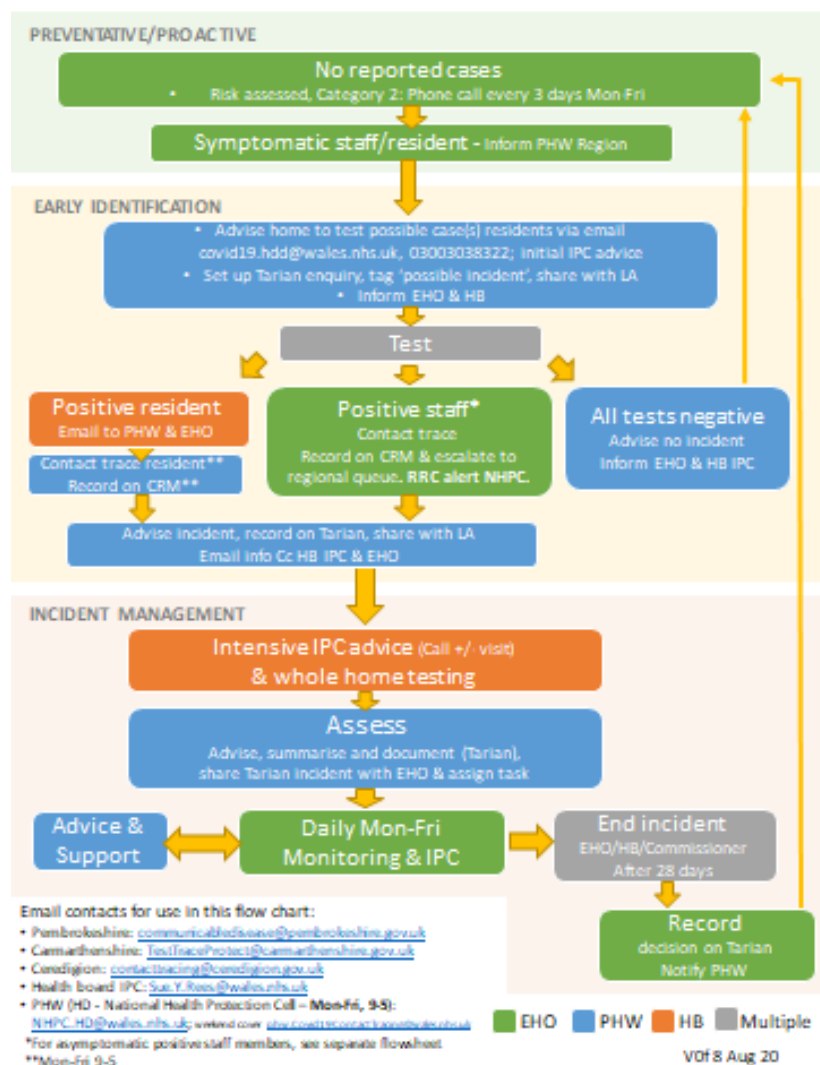 PREVENTATIVE/PROACTIVE
No reported cases
• Risk assessed, Category 2: Phone call every 3 days Mon-Fri
Symptomatic staff/resident - Inform PHW Region
EARLY IDENTIFICATION
• Advise home to test possible case(s) residents via email
covid19.hdd@wales.nhs.uk, 03003038322; initial IPC advice
• Set up Tarian enquiry, tag 'possible incident', share with LA
• Inform EHO & HB
Test
Positive resident
Email to PHW & EHO
Contact trace resident**
Record on CRM**
Positive staff*
Contact trace
Record on CRM & escalate to
regional queue. RRC alert NHPC.
All tests negative
Advise no incident
Inform EHO & HB IPC
Advise incident, record on Tarian, share with LA
Email info Cc HB IPC & EHO
INCIDENT MANAGEMENT
Intensive IPC advice (Call +/- visit)
& whole home testing
Assess
Advise, summarise and document (Tarian),
share Tarian incident with EHO & assign task
Advice &
Support
Daily Mon-Fri
Monitoring & IPC
End incident
EHO/HB/Commissioner
After 28 days
Record
decision on Tarian
Notify PHW
Email contacts for use in this flow chart:
• Pembrokeshire: communicabledisease@pembrokeshire.gov.uk
• Carmarthenshire: TestTraceProtect@carmarthenshire.gov.uk
• Ceredigion: contacttracing@ceredigion.gov.uk
• Health board IPC: Sue.Y.Rees@wales.nhs.uk
• PHW (HD - National Health Protection Cell – Mon-Fri, 9-5):
NHPC.HD@wales.nhs.uk; weekend cover
*For asymptomatic positive staff members, see separate flowsheet
**Mon-Fri 9-5
EHO PHW HB Multiple
V0f 8 Aug 20